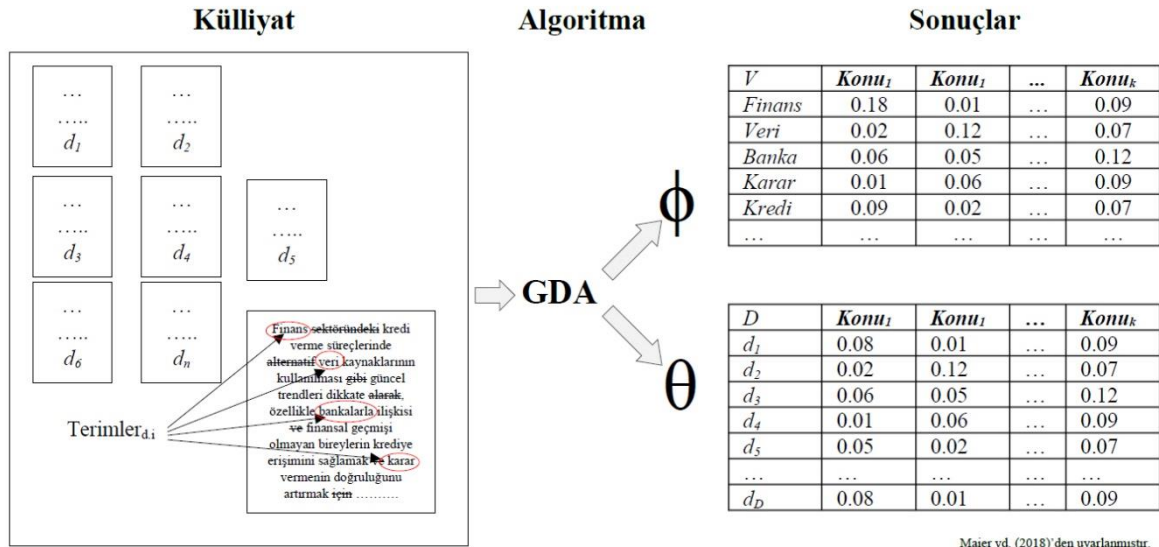 Külliyat
Algoritma
Sonuçlar
…
…..
d1
…
…..
d2
…
…..
d3
…
…..
d4
…
…..
d5
…
…..
d6
…
…..
dn
Finans sektöründeki kredi
verme süreçlerinde
alternatif veri kaynaklarının
kullanılması gibi güncel
trendleri dikkate alarak,
özellikle bankalarla ilişkisi
ve finansal geçmişi
olmayan bireylerin krediye
erişimini sağlamak ve karar
vermenin doğruluğunu
artırmak için ……….
Terimlerd.i
GDA
ϕ
θ
V Konu1 Konu1 ... Konuk
Finans 0.18 0.01 … 0.09
Veri 0.02 0.12 … 0.07
Banka 0.06 0.05 … 0.12
Karar 0.01 0.06 … 0.09
Kredi 0.09 0.02 … 0.07
… … … … …
D Konu1 Konu1 ... Konuk
d1 0.08 0.01 … 0.09
d2 0.02 0.12 … 0.07
d3 0.06 0.05 … 0.12
d4 0.01 0.06 … 0.09
d5 0.05 0.02 … 0.07
… … … … …
dD 0.08 0.01 … 0.09
Maier vd. (2018)'den uyarlanmıştır.